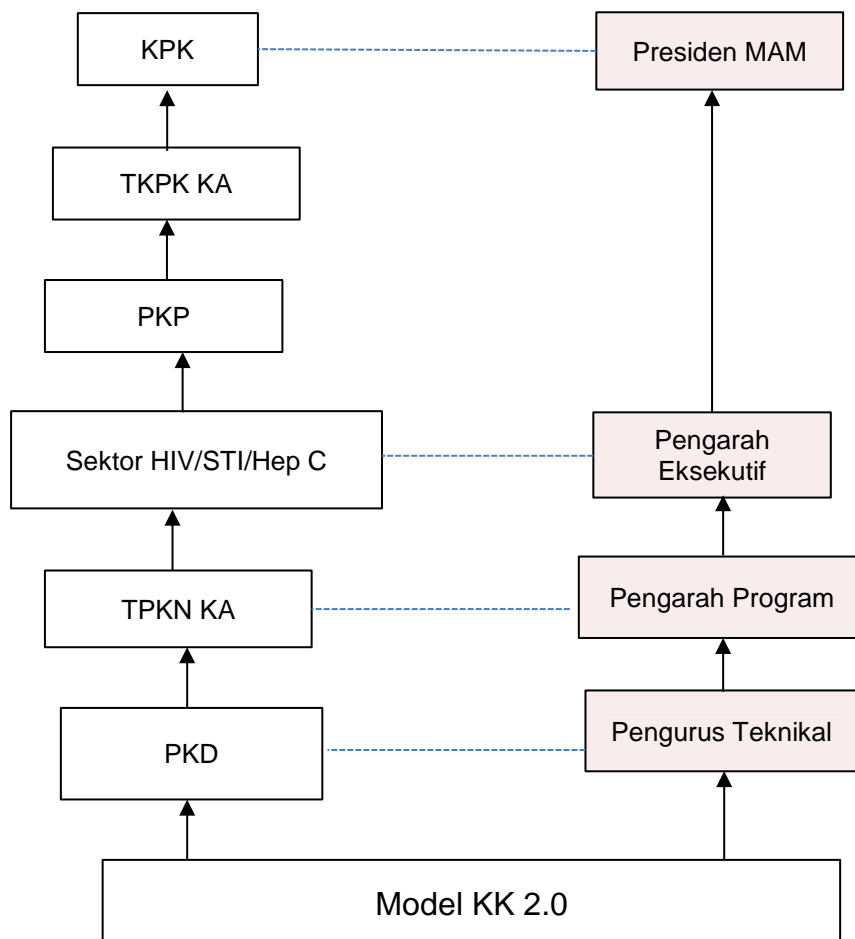 KPK
Presiden MAM
TKPK KA
PKP
Sektor HIV/STI/Hep C
Pengarah
Eksekutif
TPKN KA
Pengarah Program
PKD
Pengurus Teknikal
Model KK 2.0